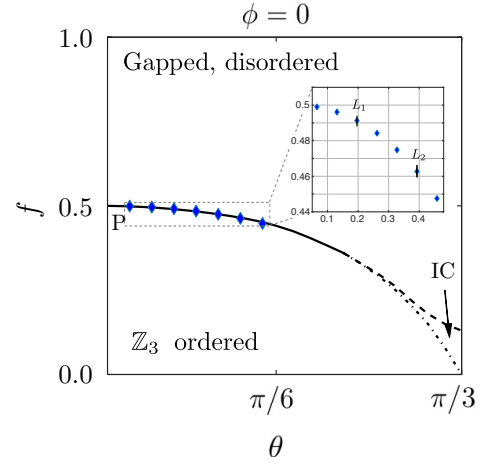 ϕ = 0
1.0
Gapped, disordered
0.5
L₁
0.48
L₂
0.46
0.44
0.1 0.2 0.3 0.4
f
0.5
P
IC
ℤ₃ ordered
0.0
π/6
π/3
θ